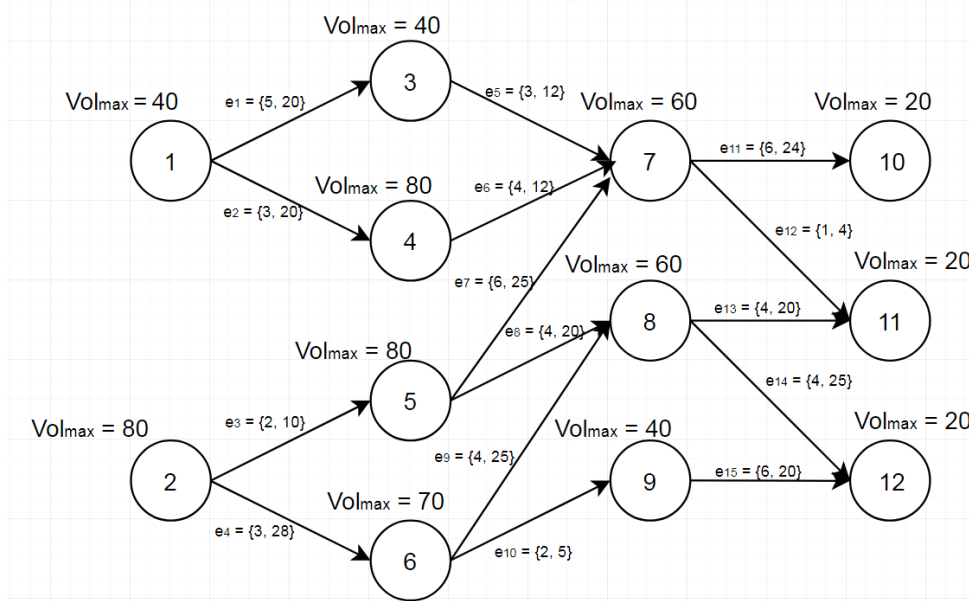 Volmax = 40
3
Volmax = 40
1
e1 = {5, 20}
e5 = {3, 12}
Volmax = 60
7
Volmax = 20
10
e11 = {6, 24}
Volmax = 80
4
e2 = {3, 20}
e6 = {4, 12}
e12 = {1, 4}
e7 = {6, 25}
Volmax = 60
8
Volmax = 20
11
e13 = {4, 20}
e8 = {4, 20}
Volmax = 80
5
e14 = {4, 25}
Volmax = 80
2
e3 = {2, 10}
e9 = {4, 25}
Volmax = 40
9
Volmax = 20
12
e15 = {6, 20}
Volmax = 70
6
e4 = {3, 28}
e10 = {2, 5}